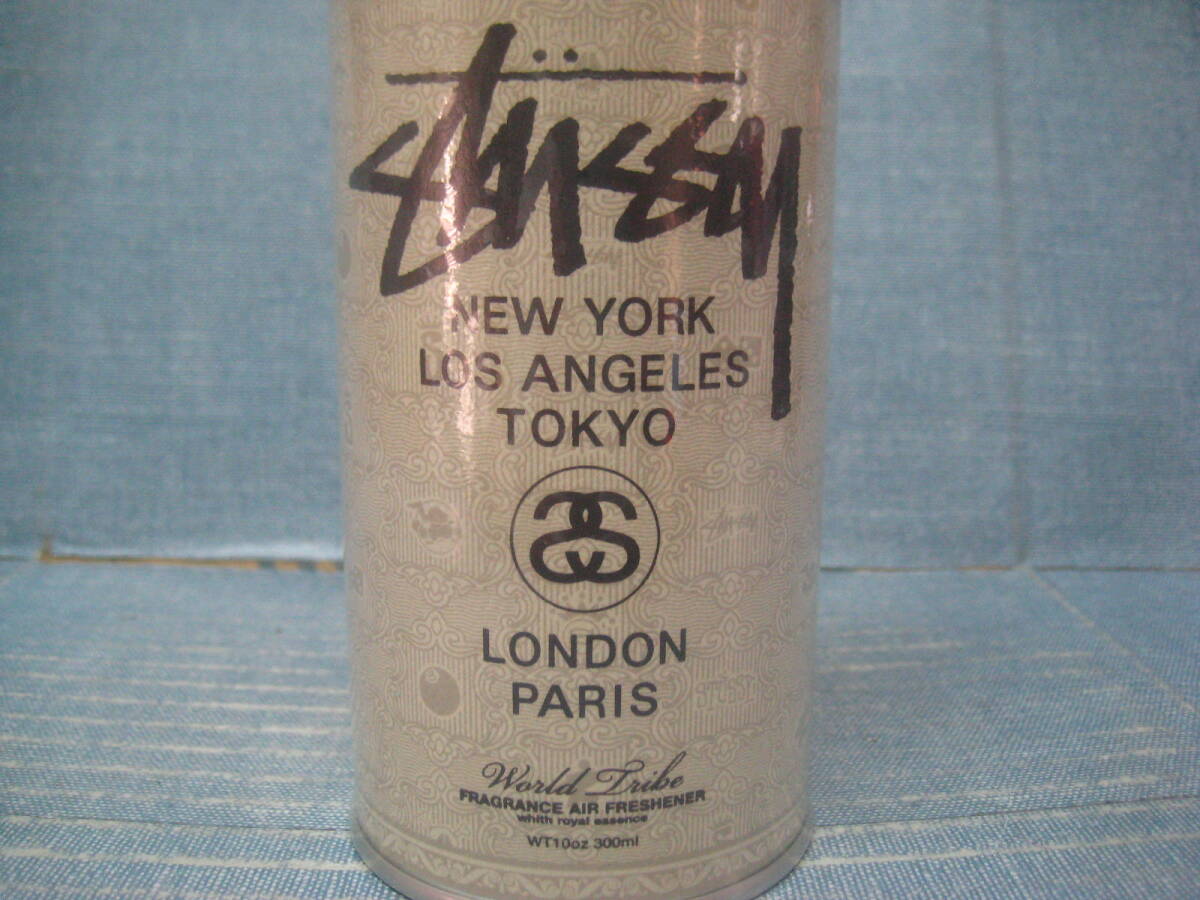 Stüssy
NEW YORK
LOS ANGELES
TOKYO
LONDON
PARIS
World Tribe
FRAGRANCE AIR FRESHENER
whith royal essence
WT10oz 300ml